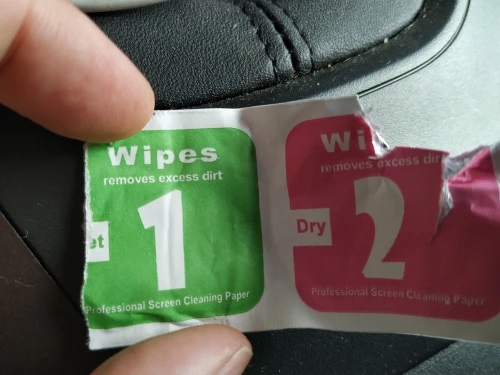 Wipes
removes excess dirt
et
1
Professional Screen Cleaning Paper
Wi
removes excess dir
Dry
2
Professional Screen Cleaning Paper